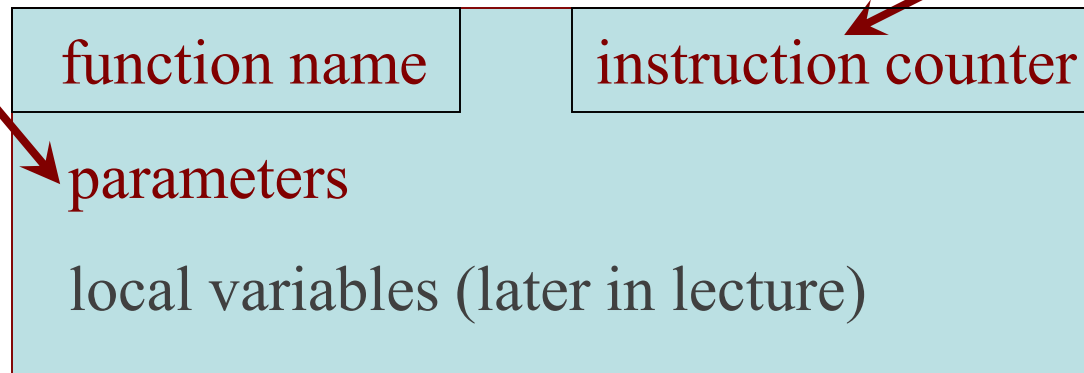 function name
instruction counter
parameters
local variables (later in lecture)